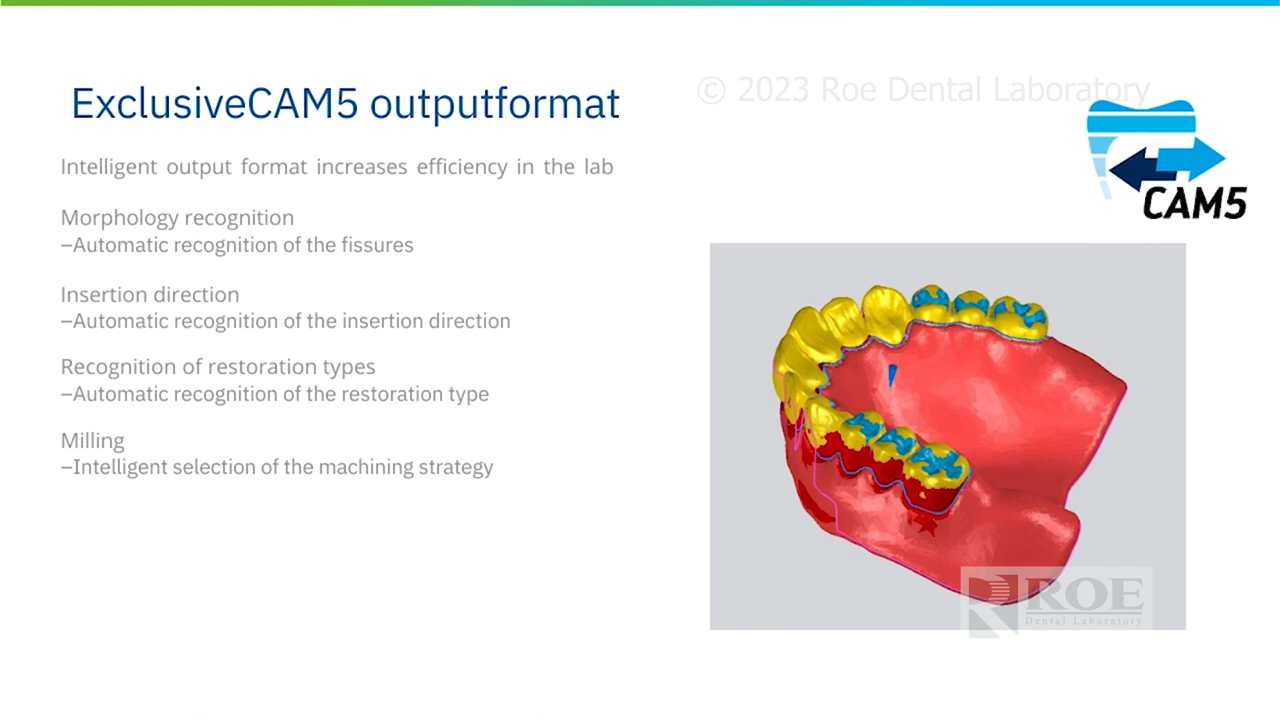 © 2023 Roe Dental Laboratory
ExclusiveCAM5 outputformat
CAM5
Intelligent output format increases efficiency in the lab
Morphology recognition
–Automatic recognition of the fissures
Insertion direction
–Automatic recognition of the insertion direction
Recognition of restoration types
–Automatic recognition of the restoration type
Milling
–Intelligent selection of the machining strategy
ROE
Dental Laboratory